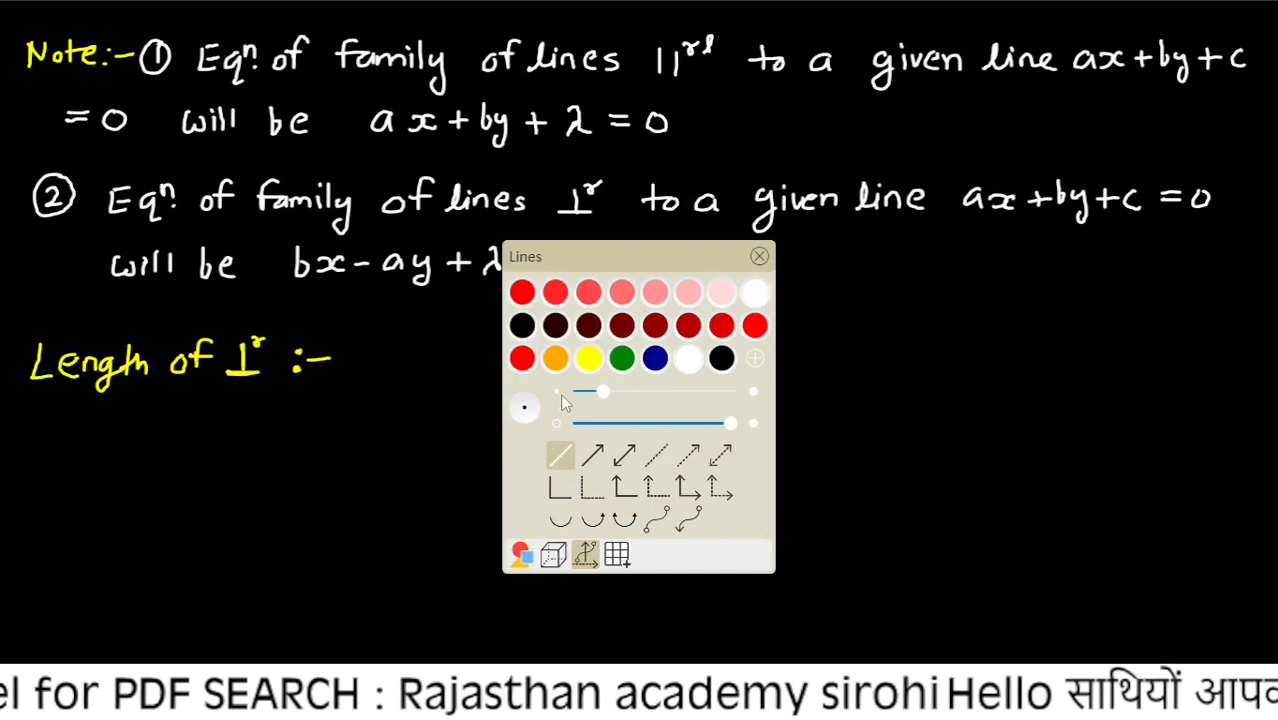 Note:- ① Eqⁿ. of family of lines ||ʳˡ to a given line ax+by+c
= 0 will be ax+by+λ = 0
② Eqⁿ. of family of lines ⊥ʳ to a given line ax+by+c = 0
will be bx-ay+λ
Lines
Length of ⊥ʳ :-
el for PDF SEARCH : Rajasthan academy sirohi Hello साथियों